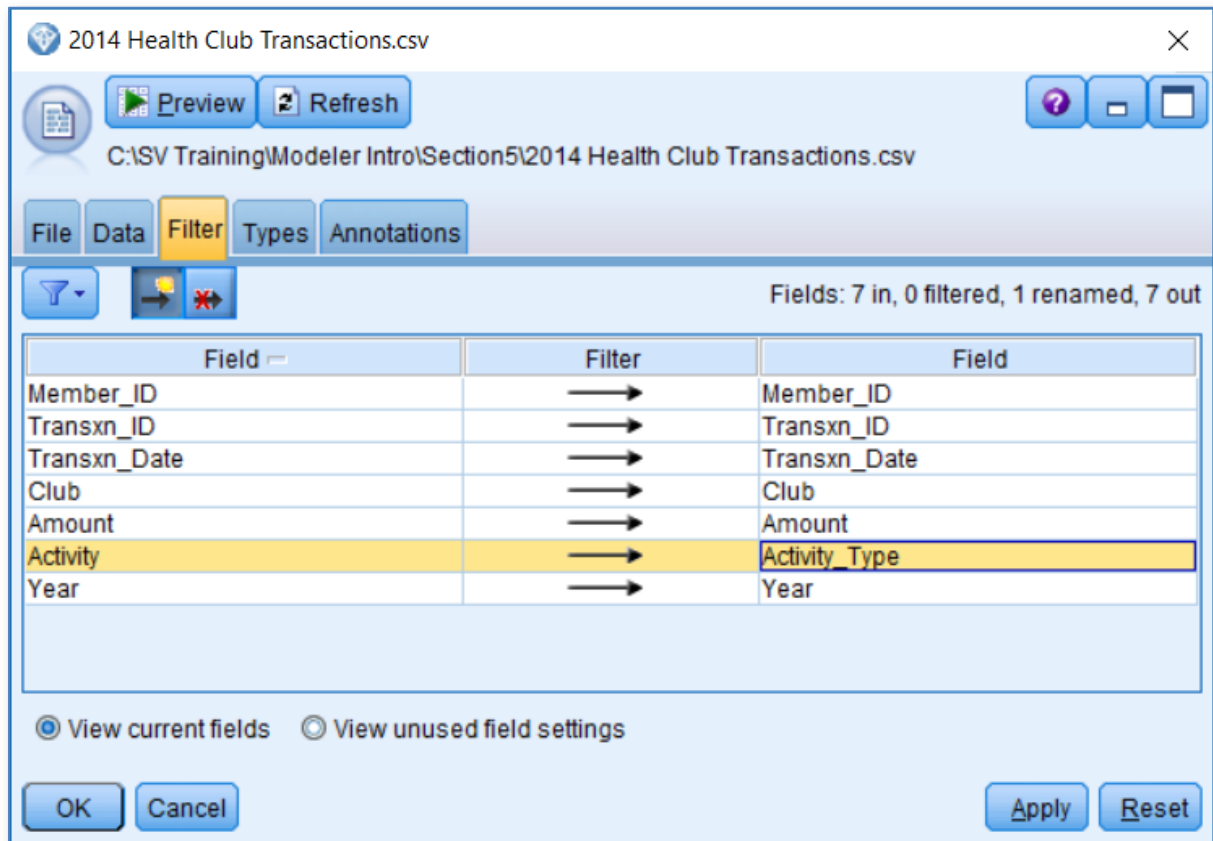 2014 Health Club Transactions.csv
Preview Refresh
C:\SV Training\Modeler Intro\Section5\2014 Health Club Transactions.csv
File Data Filter Types Annotations
Fields: 7 in, 0 filtered, 1 renamed, 7 out
Field Filter Field
Member_ID Member_ID
Transxn_ID Transxn_ID
Transxn_Date Transxn_Date
Club Club
Amount Amount
Activity Activity_Type
Year Year
View current fields View unused field settings
OK Cancel Apply Reset